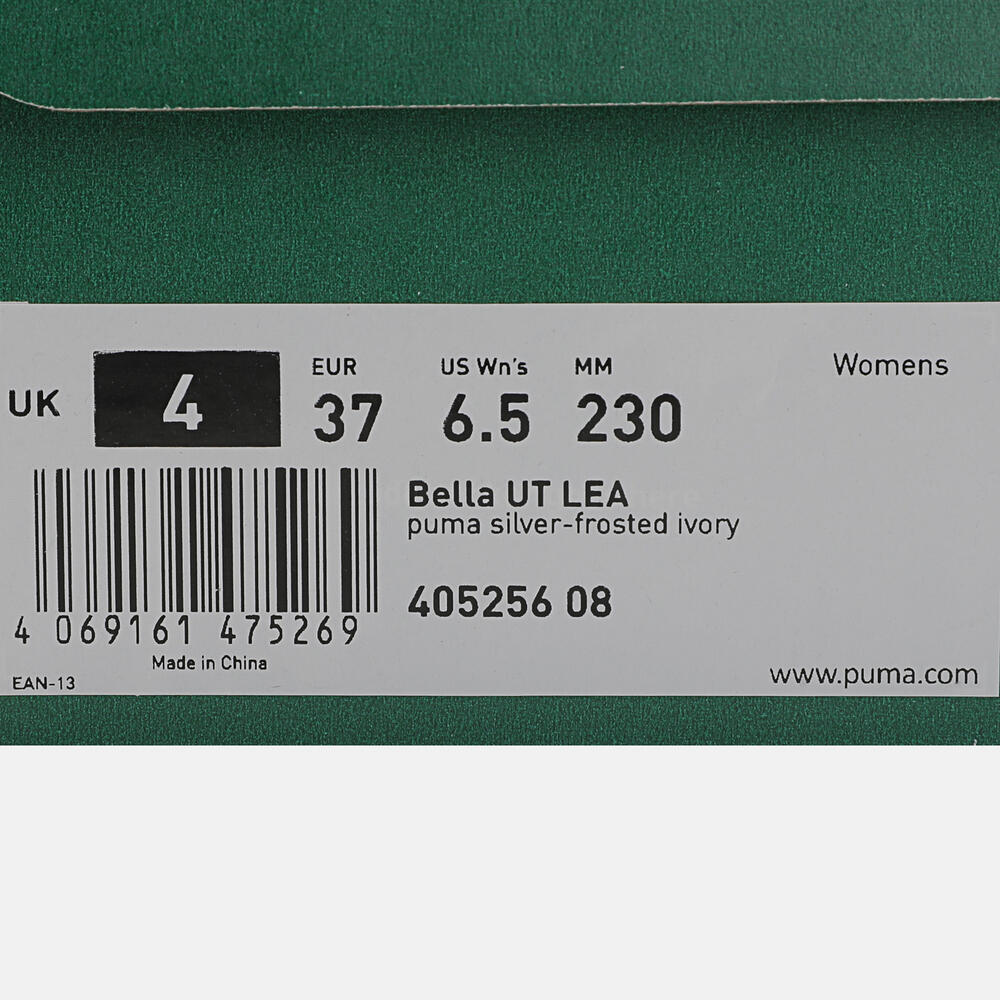 UK 4
EUR 37
US Wn's 6.5
MM 230
Womens
Bella UT LEA
puma silver-frosted ivory
405256 08
4 069161 475269
Made in China
EAN-13
www.puma.com